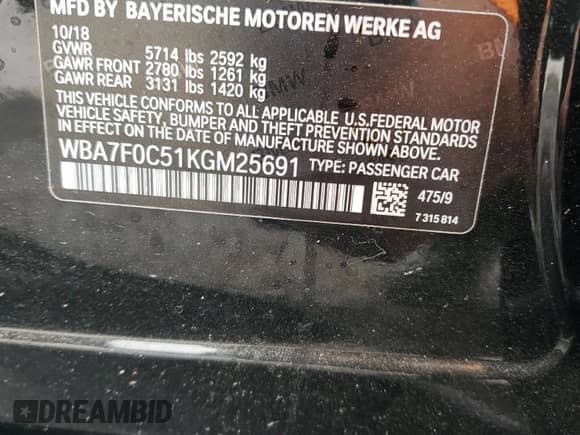 MFD BY BAYERISCHE MOTOREN WERKE AG
10/18
GVWR 5714 lbs 2592 kg
GAWR FRONT 2780 lbs 1261 kg
GAWR REAR 3131 lbs 1420 kg
THIS VEHICLE CONFORMS TO ALL APPLICABLE U.S.FEDERAL MOTOR
VEHICLE SAFETY, BUMPER AND THEFT PREVENTION
STANDARDS IN EFFECT ON THE DATE OF MANUFACTURE SHOWN ABOVE.
WBA7F0C51KGM25691 TYPE: PASSENGER CAR
475/9
7 315 814
DREAMBID